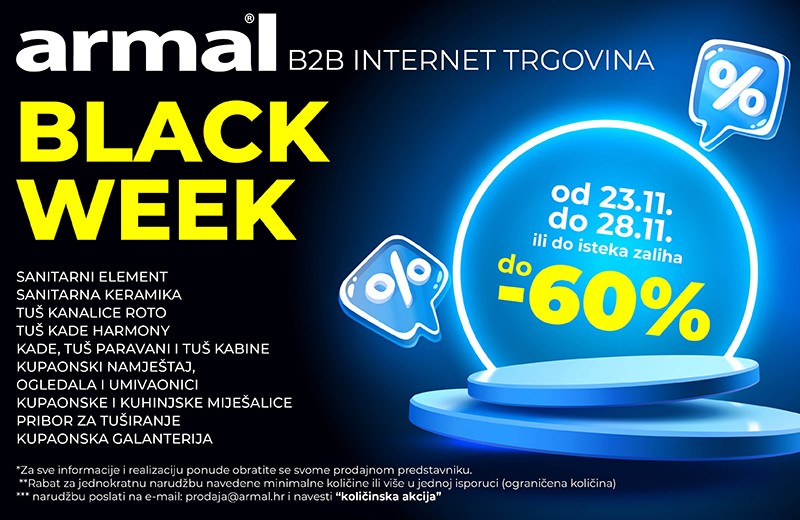 armal®
B2B INTERNET TRGOVINA
BLACK
WEEK
SANITARNI ELEMENT
SANITARNA KERAMIKA
TUŠ KANALICE ROTO
TUŠ KADE HARMONY
KADE, TUŠ PARAVANI I TUŠ KABINE
KUPAONSKI NAMJEŠTAJ,
OGLEDALA I UMIVAONICI
KUPAONSKE I KUHINJSKE MIJEŠALICE
PRIBOR ZA TUŠIRANJE
KUPAONSKA GALANTERIJA
%
%
od 23.11.
do 28.11.
ili do isteka zaliha
do
-60%
*Za sve informacije i realizaciju ponude obratite se svome prodajnom predstavniku.
**Rabat za jednokratnu narudžbu navedene minimalne količine ili više u jednoj isporuci (ograničena količina)
*** narudžbu poslati na e-mail: prodaja@armal.hr i navesti "količinska akcija"